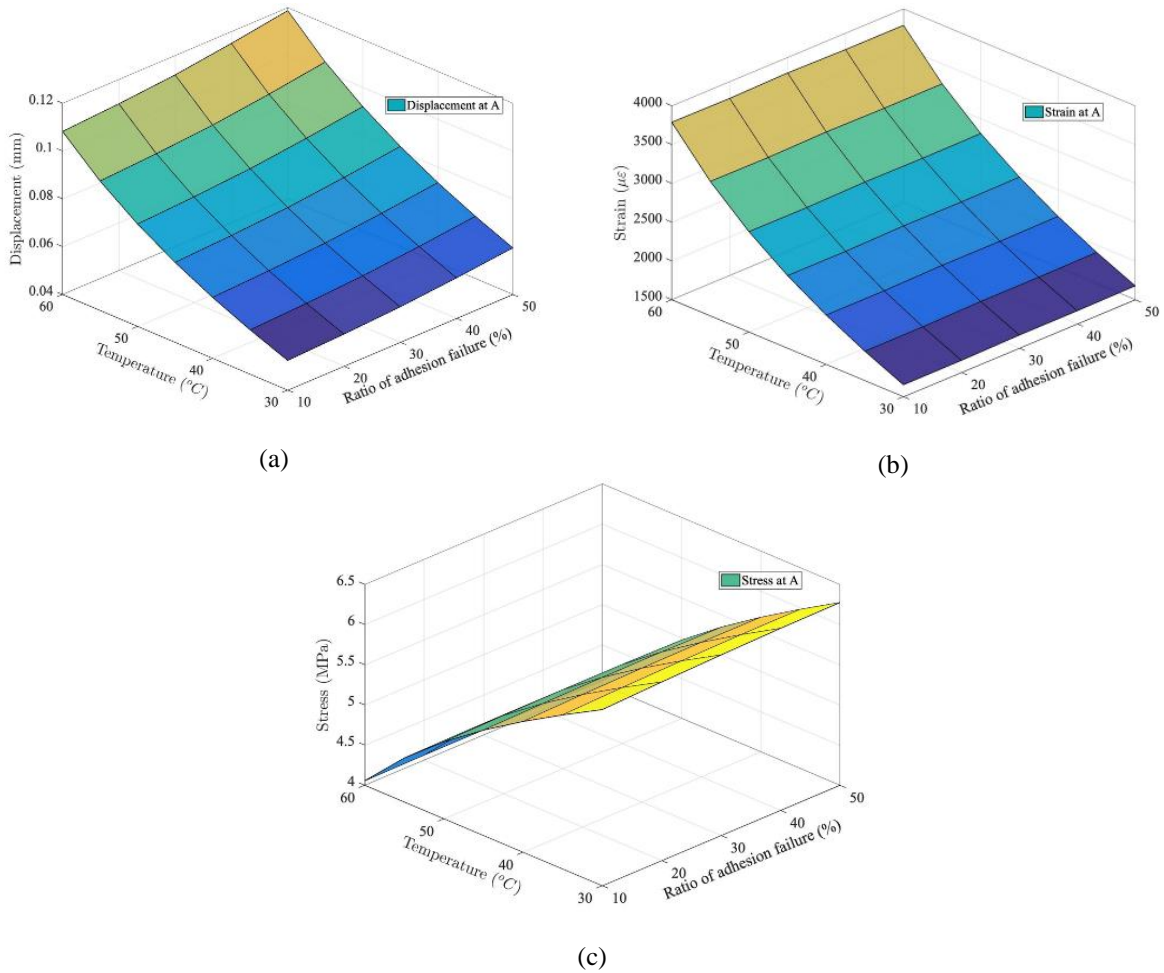 0.12
0.1
0.08
0.06
0.04
Displacement (mm)
60
50
40
30
Temperature (°C)
10
20
30
40
50
Ratio of adhesion failure (%)
Displacement at A
(a)
4000
3500
3000
2500
2000
1500
Strain (με)
60
50
40
30
Temperature (°C)
10
20
30
40
50
Ratio of adhesion failure (%)
Strain at A
(b)
6.5
6
5.5
5
4.5
4
Stress (MPa)
60
50
40
30
Temperature (°C)
10
20
30
40
50
Ratio of adhesion failure (%)
Stress at A
(c)